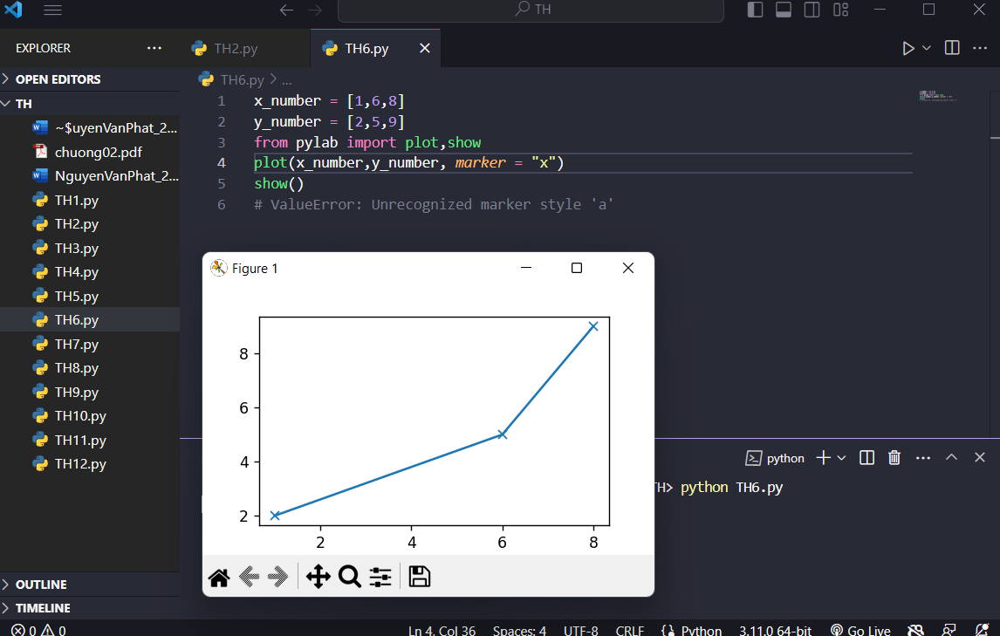 TH
EXPLORER
TH2.py
TH6.py
OPEN EDITORS
TH
~$uyenVanPhat_2...
chuong02.pdf
NguyenVanPhat_2...
TH1.py
TH2.py
TH3.py
TH4.py
TH5.py
TH6.py
TH7.py
TH8.py
TH9.py
TH10.py
TH11.py
TH12.py
OUTLINE
TIMELINE
TH6.py > ...
1 x_number = [1,6,8]
2 y_number = [2,5,9]
3 from pylab import plot,show
4 plot(x_number,y_number, marker = "x")
5 show()
6 # ValueError: Unrecognized marker style 'a'
Figure 1
8
6
4
2
2 4 6 8
python
TH> python TH6.py
0 0
Ln 4, Col 36 Spaces: 4 UTF-8 CRLF Python 3.11.0 64-bit Go Live